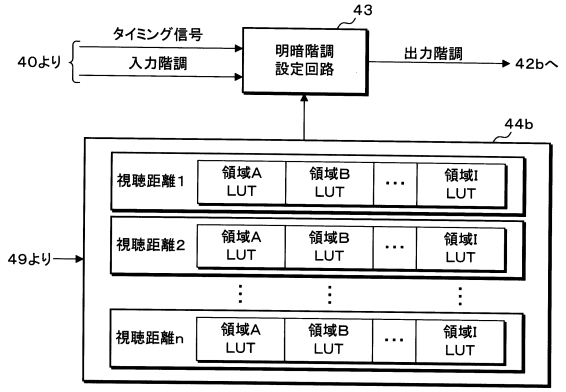 43
タイミング信号
40より
入力階調
明暗階調
設定回路
出力階調
42bへ
44b
視聴距離1
領域A
LUT
領域B
LUT
･･･
領域I
LUT
視聴距離2
領域A
LUT
領域B
LUT
･･･
領域I
LUT
49より
視聴距離n
領域A
LUT
領域B
LUT
･･･
領域I
LUT